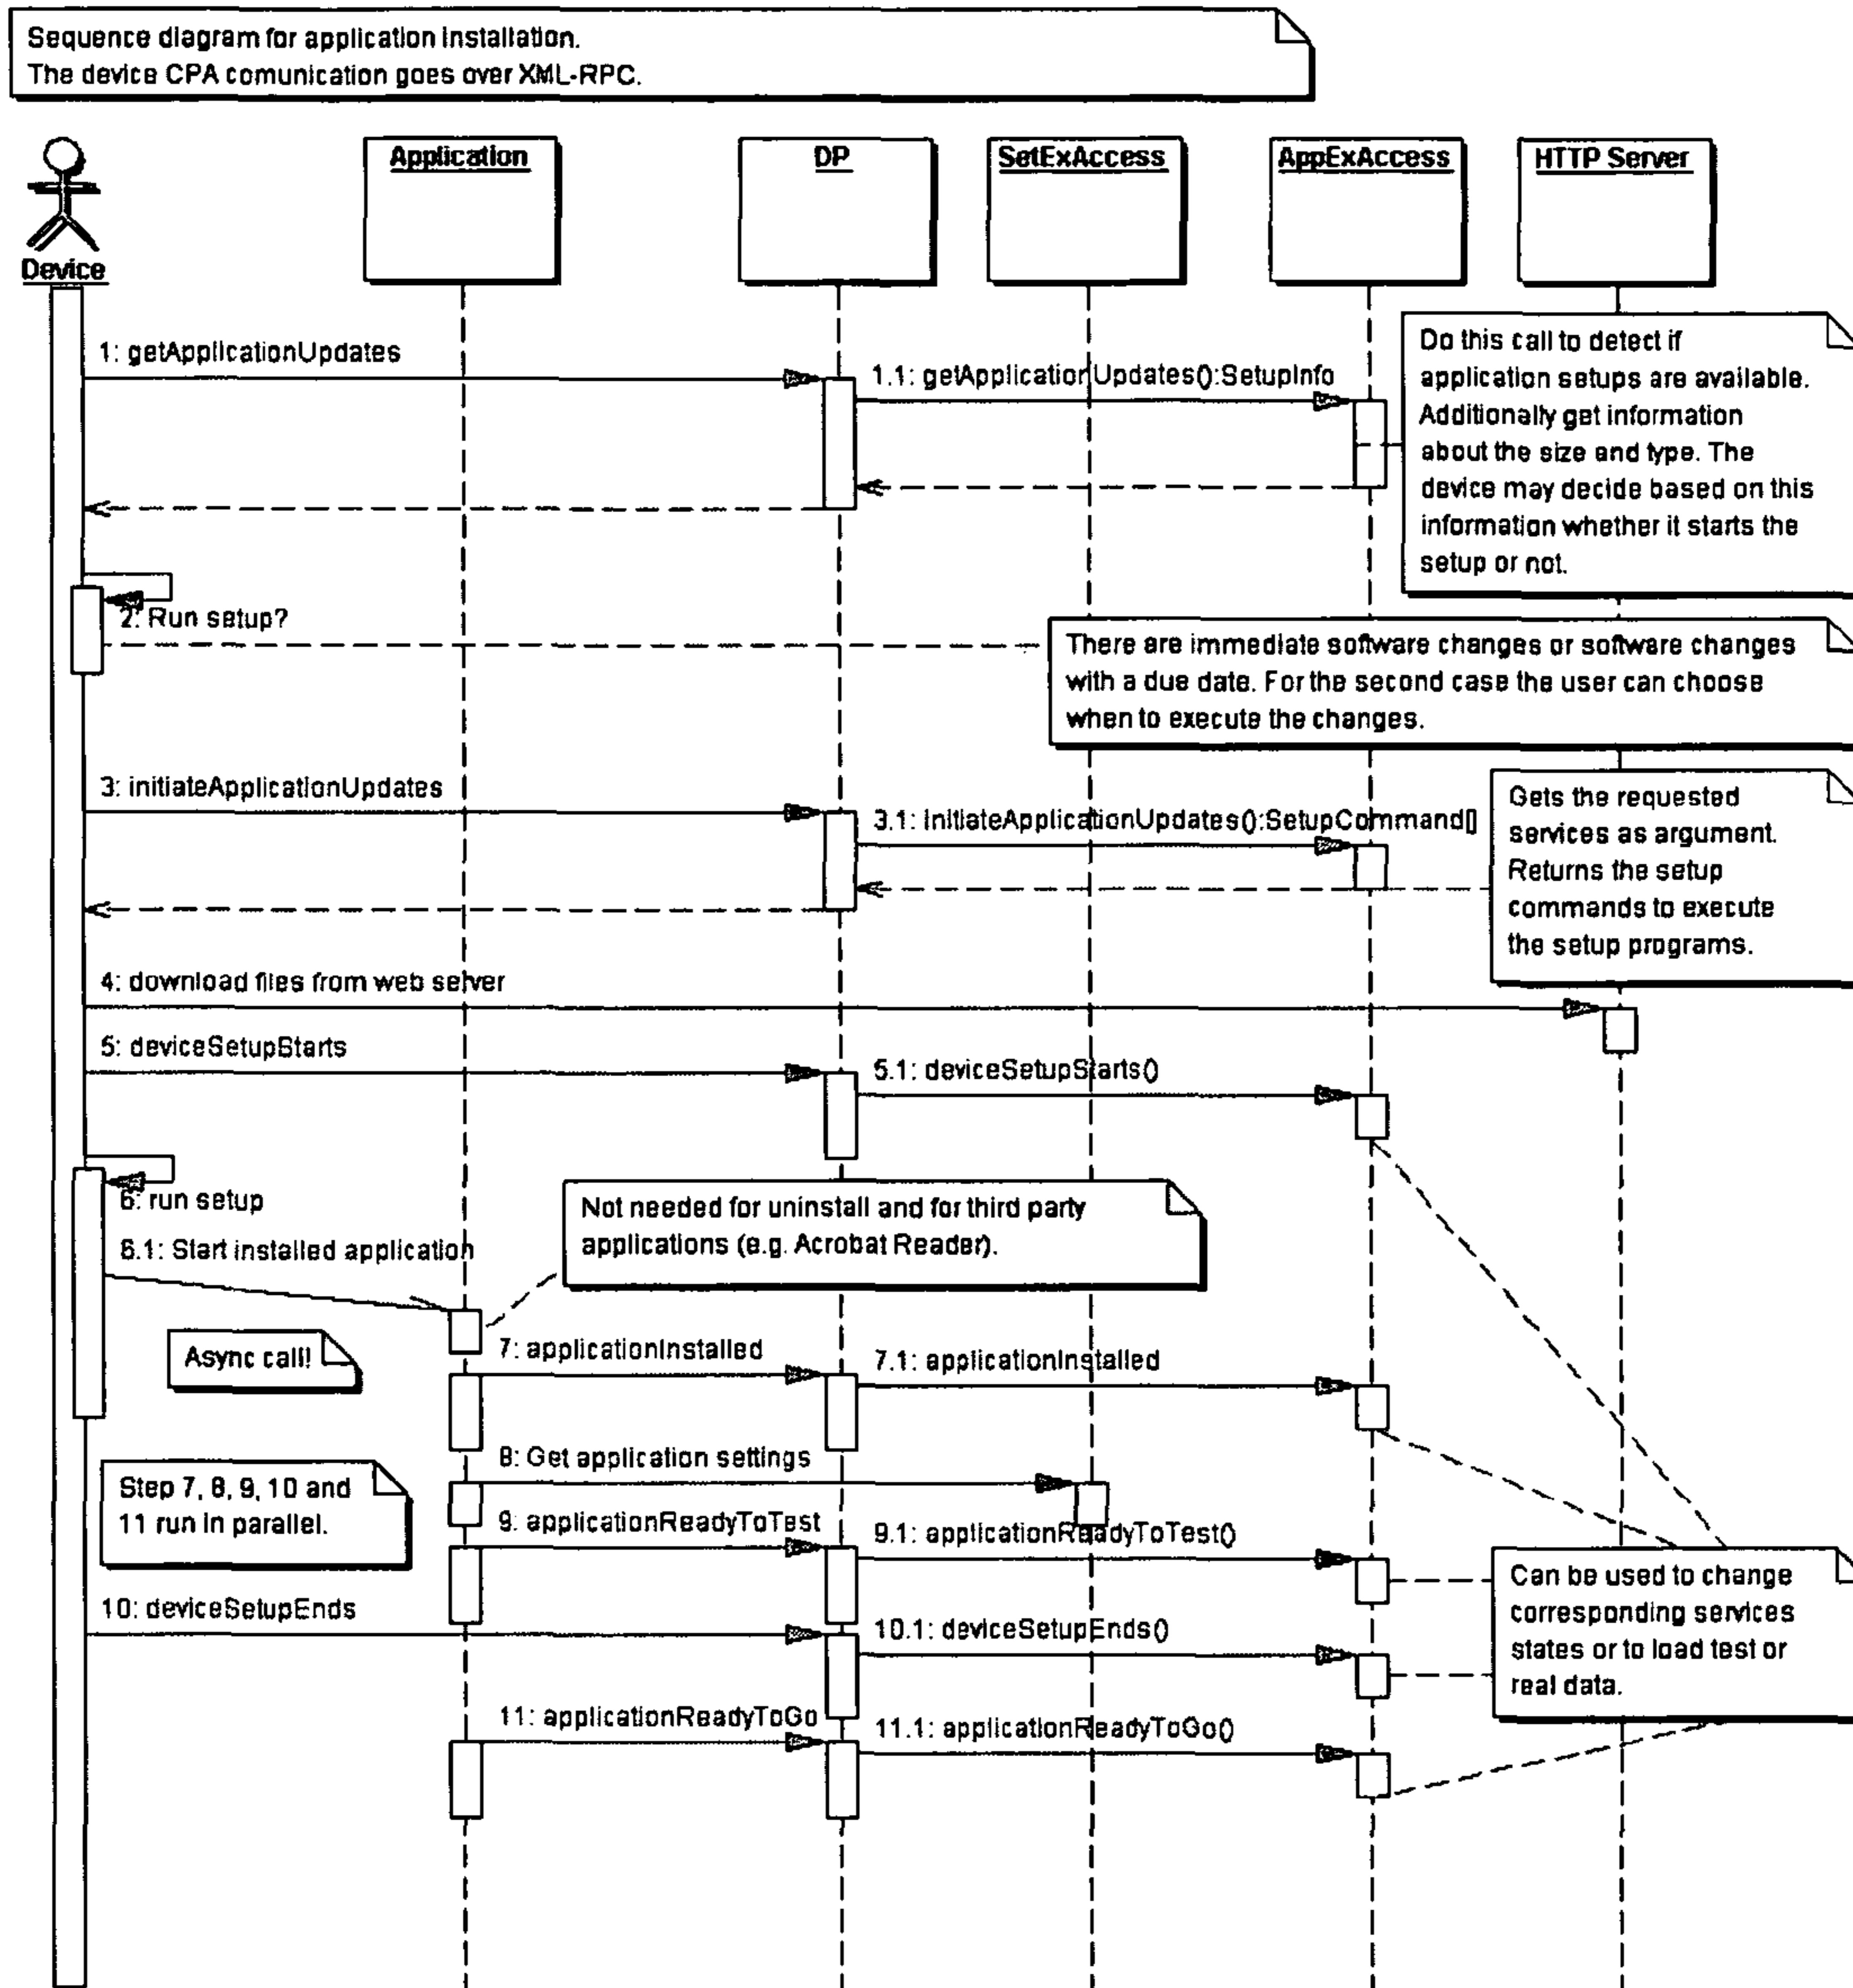 Sequence diagram for application installation.
The device CPA comunication goes over XML-RPC.
Device
Application
DP
SetExAccess
AppExAccess
HTTP Server
1: getApplicationUpdates
1.1: getApplicationUpdates():SetupInfo
Do this call to detect if
application setups are available.
Additionally get information
about the size and type. The
device may decide based on this
information whether it starts the
setup or not.
2: Run setup?
There are immediate software changes or software changes
with a due date. For the second case the user can choose
when to execute the changes.
3: initiateApplicationUpdates
3.1: initiateApplicationUpdates():SetupCommand[]
Gets the requested
services as argument.
Returns the setup
commands to execute
the setup programs.
4: download files from web server
5: deviceSetupStarts
5.1: deviceSetupStarts()
6: run setup
6.1: Start installed application
Not needed for uninstall and for third party
applications (e.g. Acrobat Reader).
Async call!
7: applicationInstalled
7.1: applicationInstalled
8: Get application settings
Step 7, 8, 9, 10 and
11 run in parallel.
9: applicationReadyToTest
9.1: applicationReadyToTest()
10: deviceSetupEnds
10.1: deviceSetupEnds()
Can be used to change
corresponding services
states or to load test or
real data.
11: applicationReadyToGo
11.1: applicationReadyToGo()